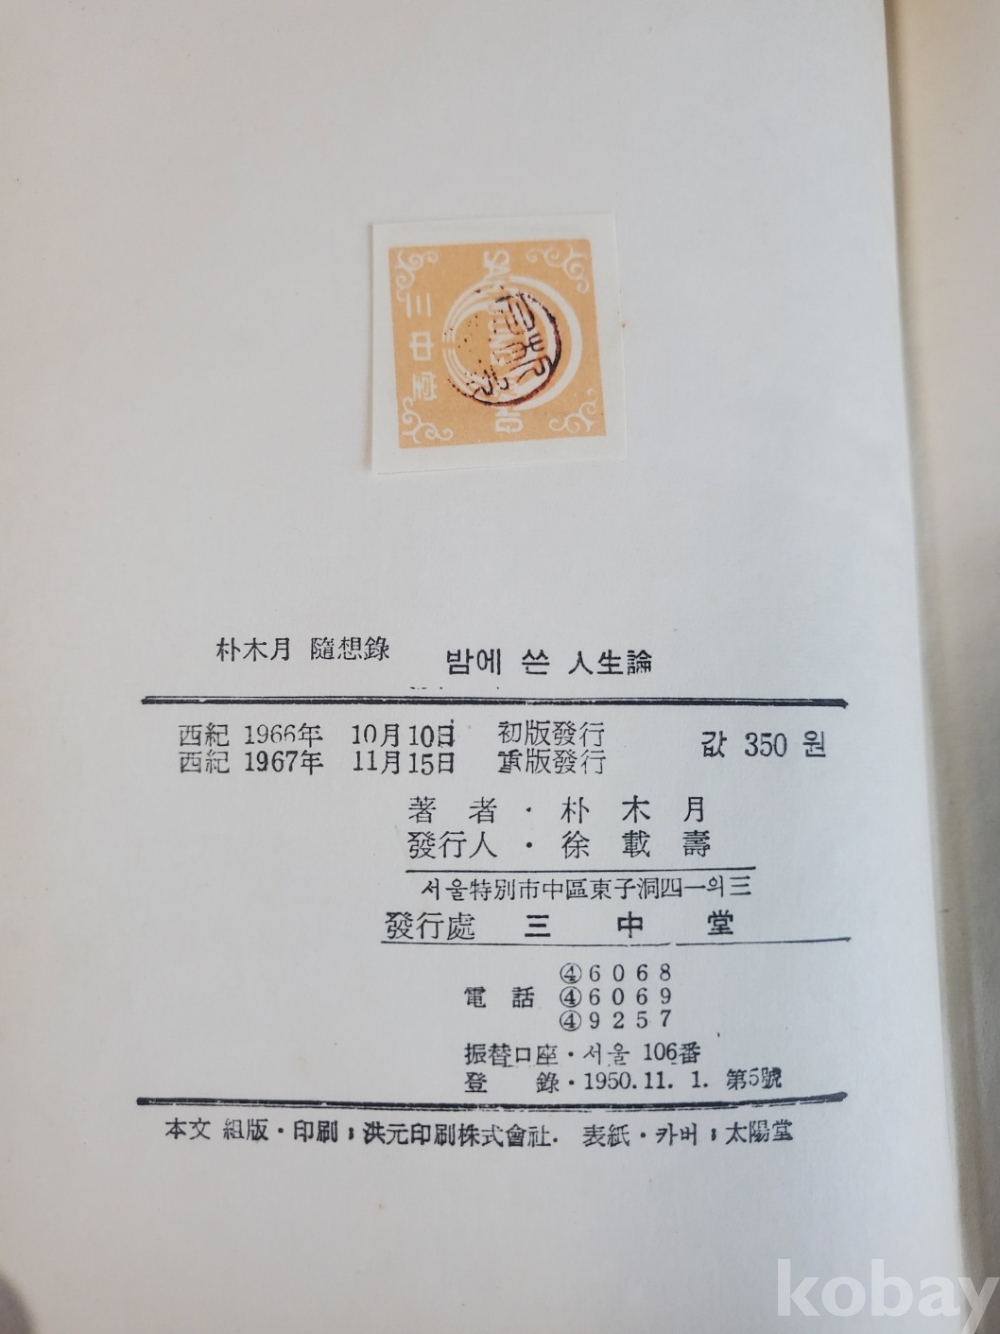 三中堂
朴木月 隨想錄 밤에 쓴 人生論
西紀 1966年 10月10日 初版發行
西紀 1967年 11月15日 重版發行
값 350 원
著者·朴木月
發行人·徐載壽
서울特別市中區東子洞四一의三
發行處 三中堂
電話 ④6068
④6069
④9257
振替口座·서울 106番
登錄·1950.11. 1. 第5號
本文 組版·印刷;洪元印刷株式會社. 表紙·카버;太陽堂
kobay